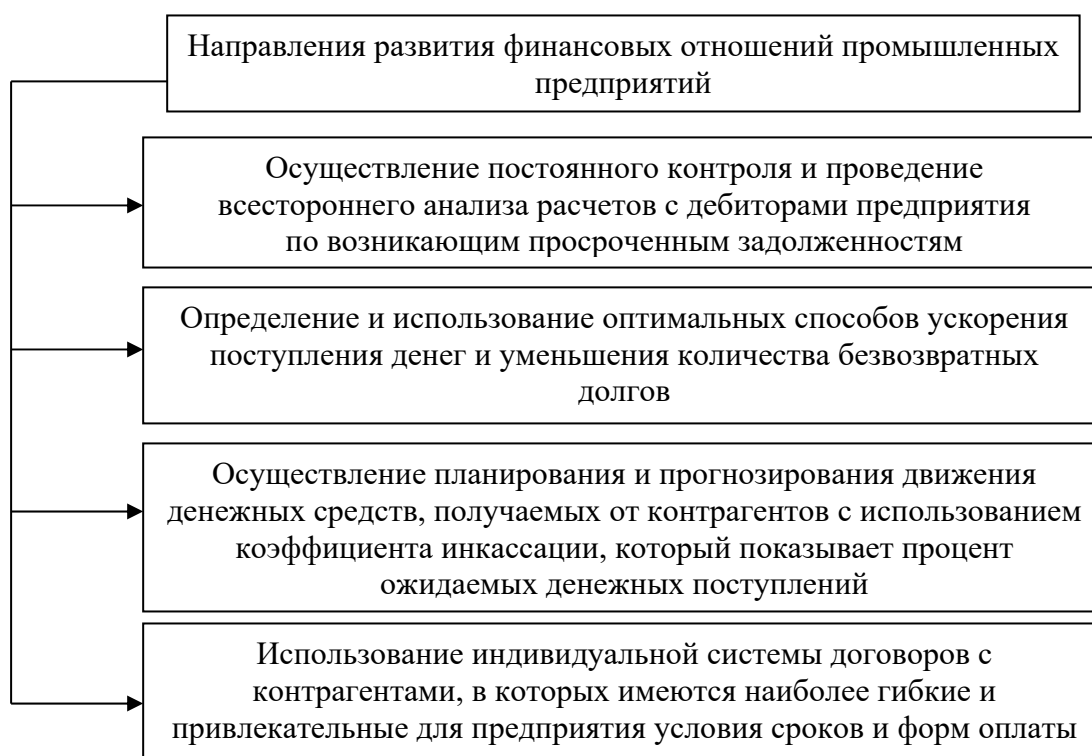 Направления развития финансовых отношений промышленных
предприятий
Осуществление постоянного контроля и проведение
всестороннего анализа расчетов с дебиторами предприятия
по возникающим просроченным задолженностям
Определение и использование оптимальных способов ускорения
поступления денег и уменьшения количества безвозвратных
долгов
Осуществление планирования и прогнозирования движения
денежных средств, получаемых от контрагентов с использованием
коэффициента инкассации, который показывает процент
ожидаемых денежных поступлений
Использование индивидуальной системы договоров с
контрагентами, в которых имеются наиболее гибкие и
привлекательные для предприятия условия сроков и форм оплаты